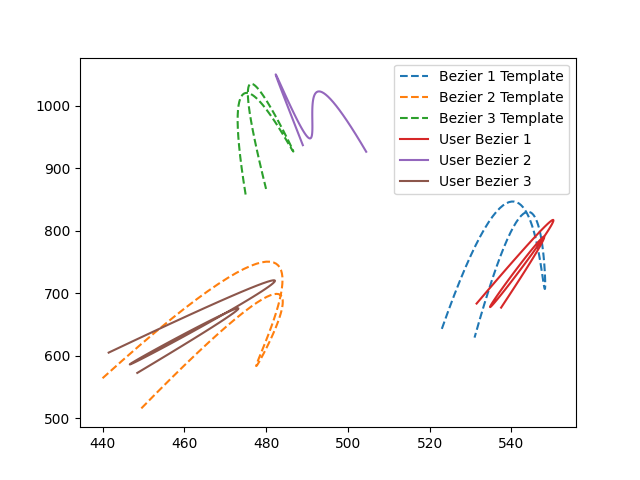 Bezier 1 Template
Bezier 2 Template
Bezier 3 Template
User Bezier 1
User Bezier 2
User Bezier 3
1000
900
800
700
600
500
440 460 480 500 520 540